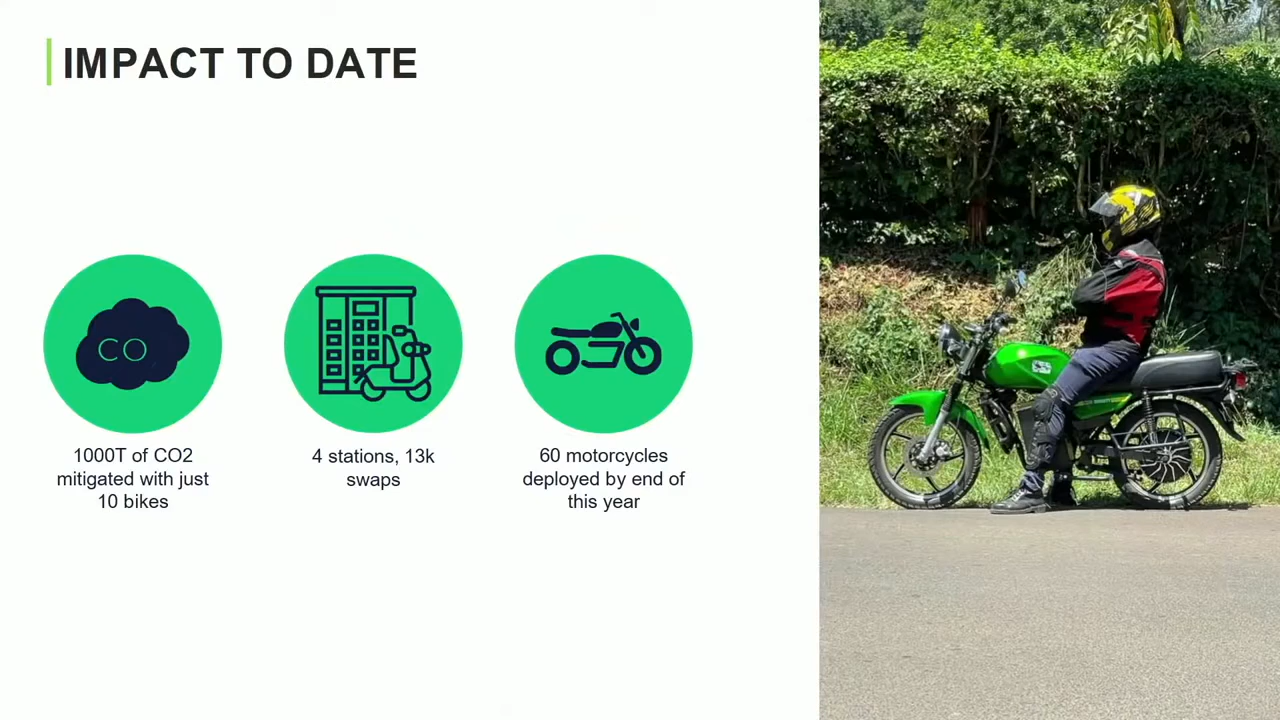 IMPACT TO DATE
CO
1000T of CO2
mitigated with just
10 bikes
4 stations, 13k
swaps
60 motorcycles
deployed by end of
this year